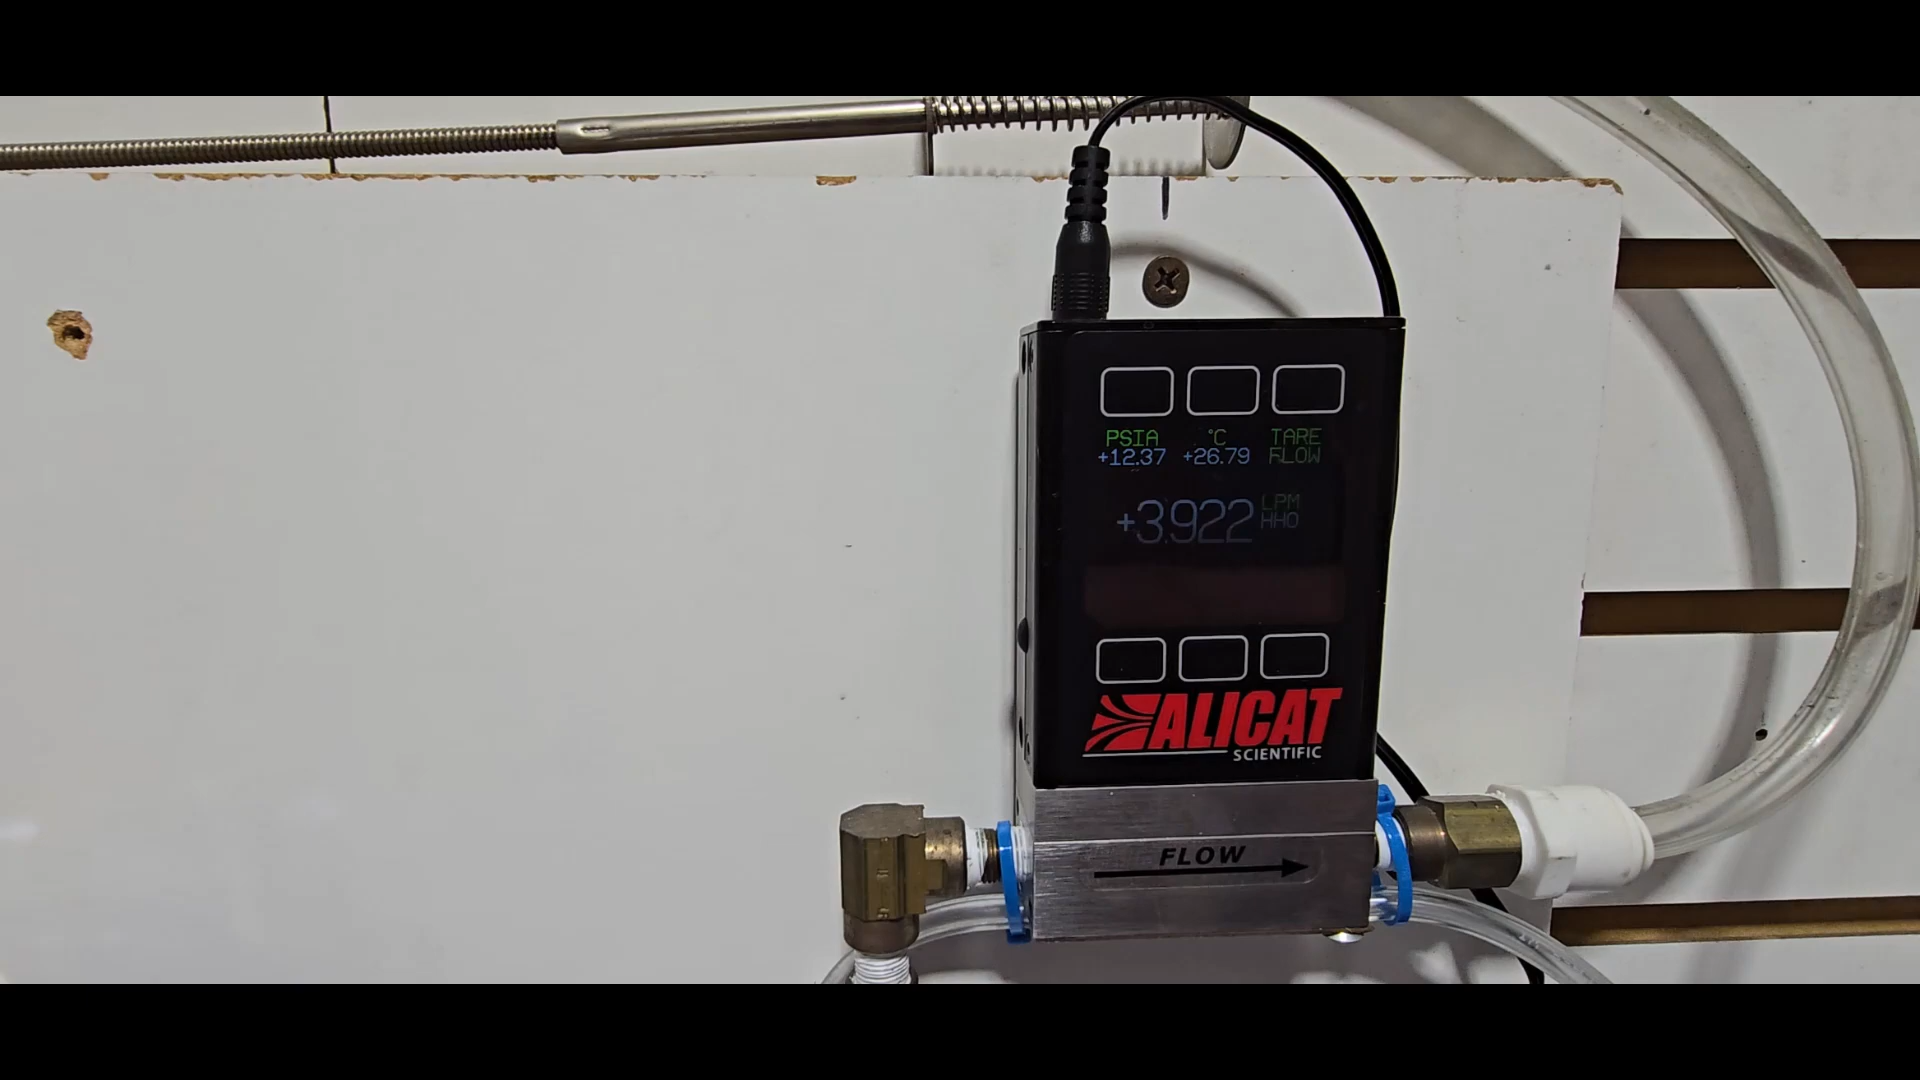 PSIA °C TARE
+12.37 +26.79 FLOW
+3.922 LPM
HHO
ALICAT
SCIENTIFIC
FLOW